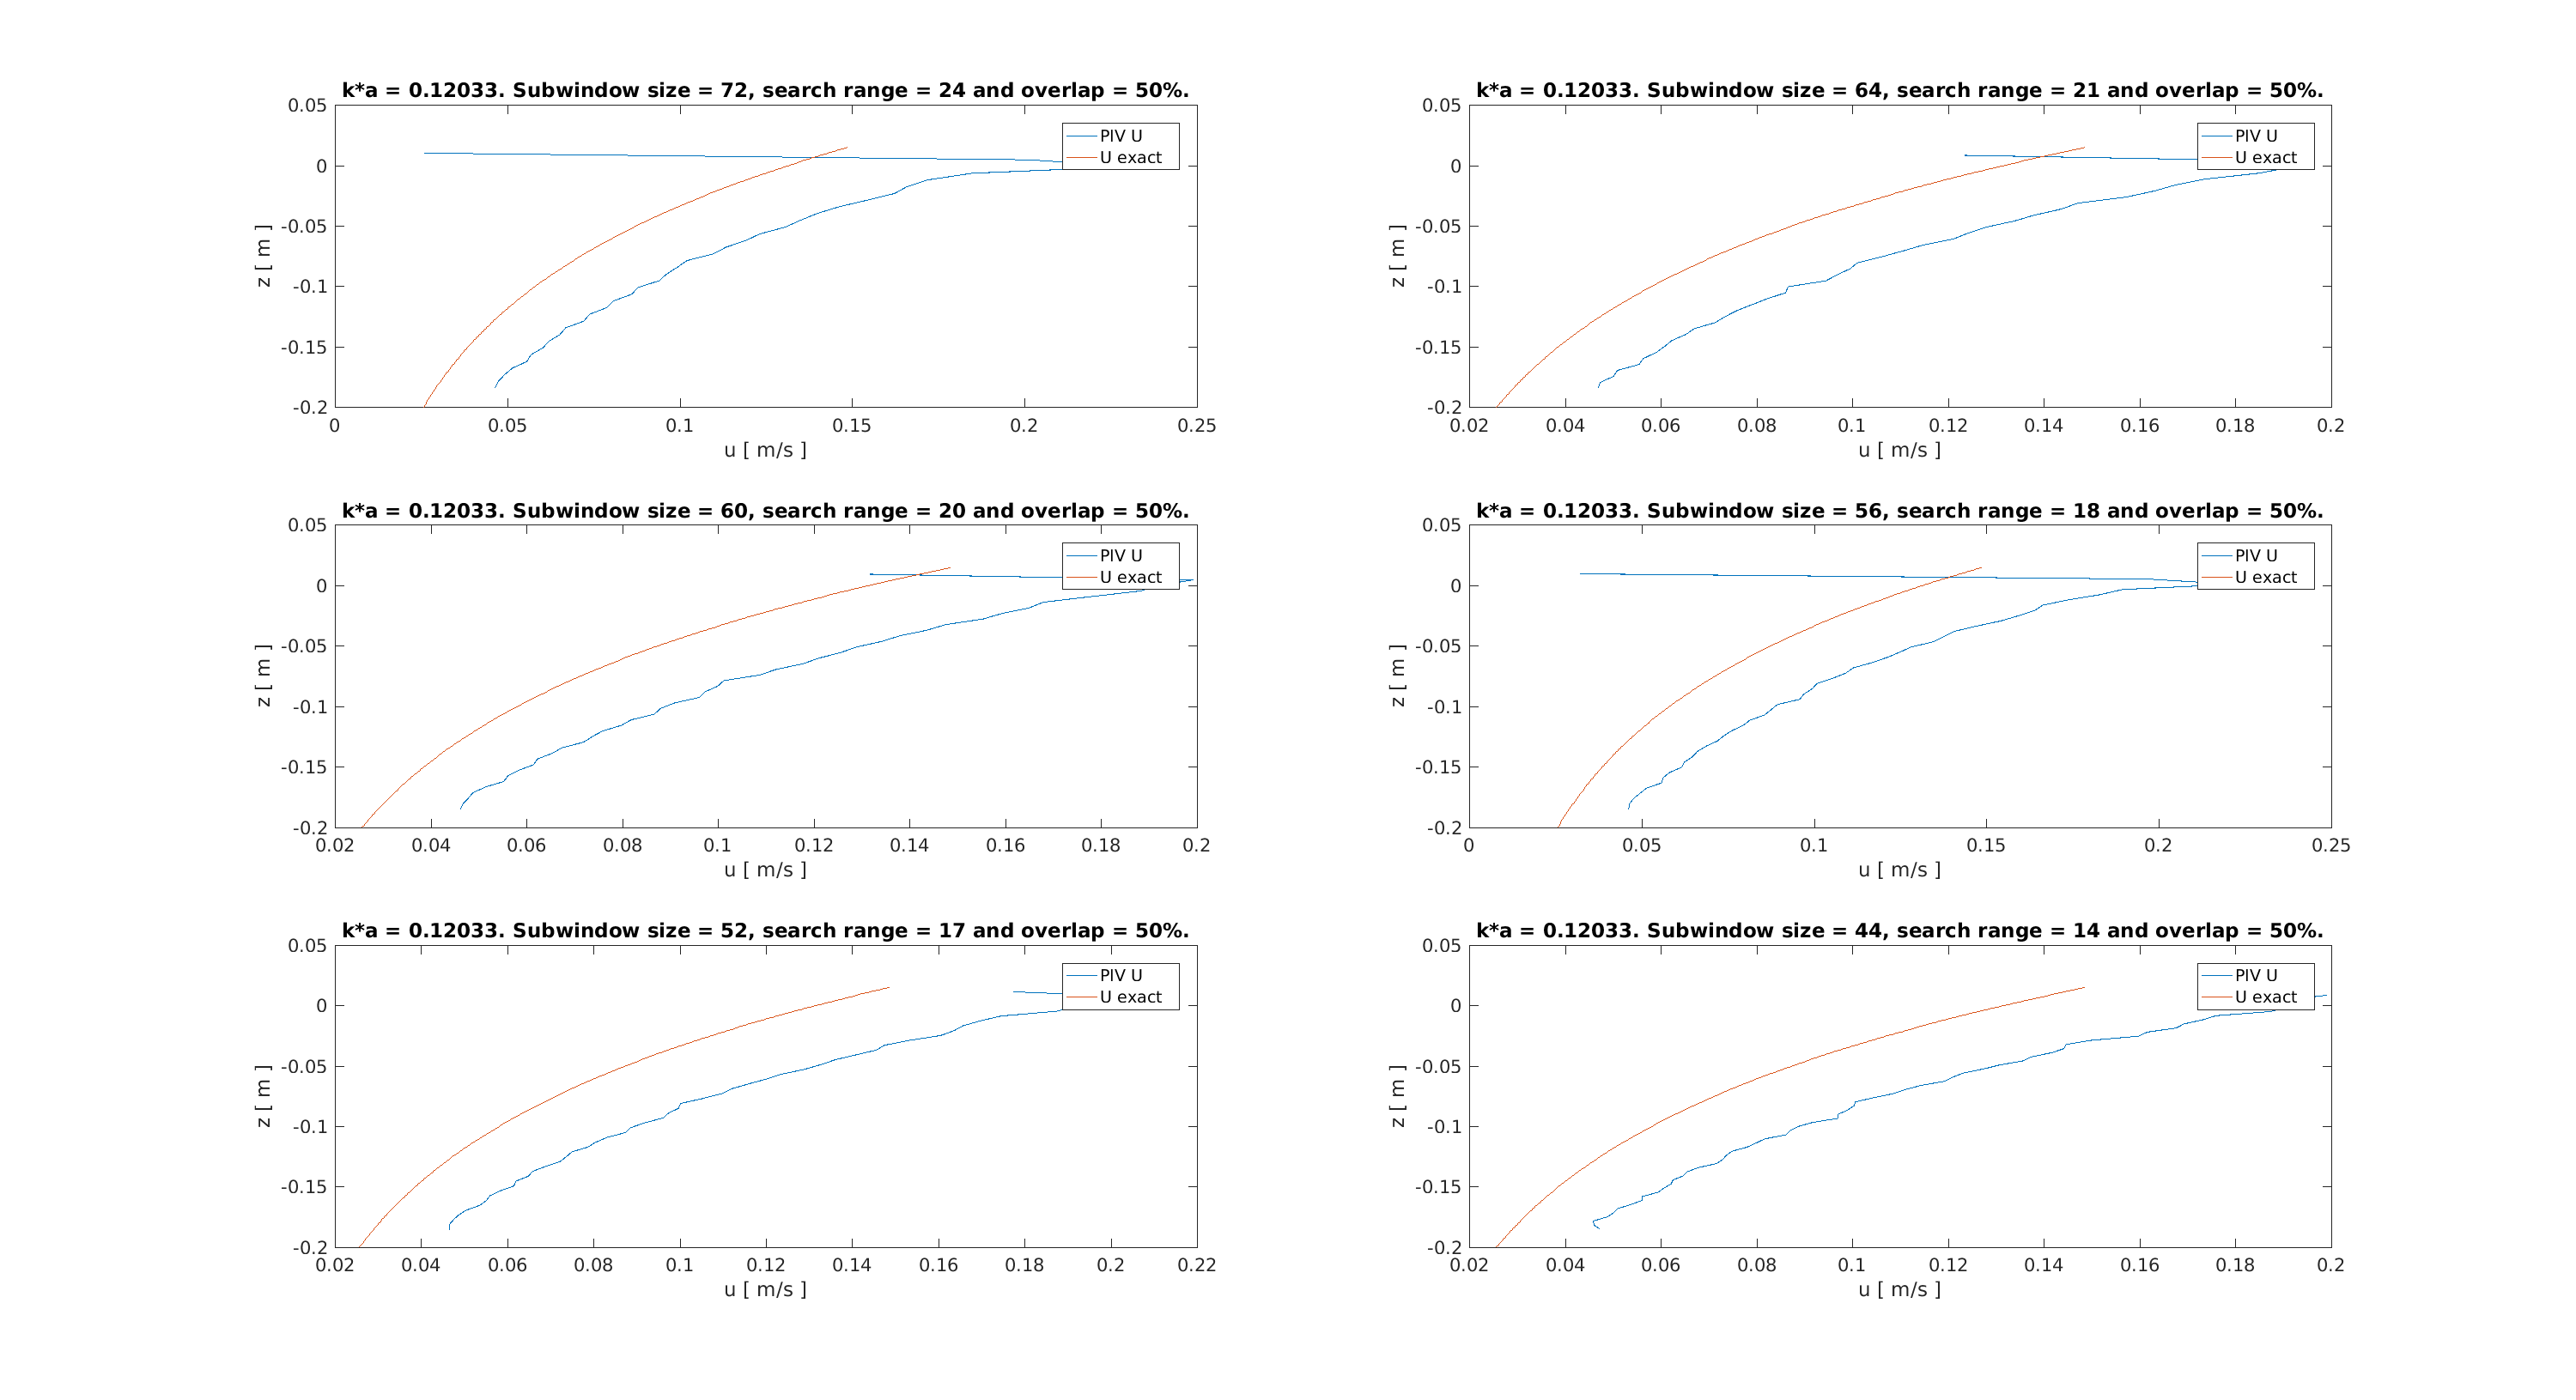 k*a = 0.12033. Subwindow size = 72, search range = 24 and overlap = 50%.
0.05
0
-0.05
-0.1
-0.15
-0.2
z [ m ]
0 0.05 0.1 0.15 0.2 0.25
u [ m/s ]
PIV U
U exact
k*a = 0.12033. Subwindow size = 64, search range = 21 and overlap = 50%.
0.05
0
-0.05
-0.1
-0.15
-0.2
z [ m ]
0.02 0.04 0.06 0.08 0.1 0.12 0.14 0.16 0.18 0.2
u [ m/s ]
PIV U
U exact
k*a = 0.12033. Subwindow size = 60, search range = 20 and overlap = 50%.
0.05
0
-0.05
-0.1
-0.15
-0.2
z [ m ]
0.02 0.04 0.06 0.08 0.1 0.12 0.14 0.16 0.18 0.2
u [ m/s ]
PIV U
U exact
k*a = 0.12033. Subwindow size = 56, search range = 18 and overlap = 50%.
0.05
0
-0.05
-0.1
-0.15
-0.2
z [ m ]
0 0.05 0.1 0.15 0.2 0.25
u [ m/s ]
PIV U
U exact
k*a = 0.12033. Subwindow size = 52, search range = 17 and overlap = 50%.
0.05
0
-0.05
-0.1
-0.15
-0.2
z [ m ]
0.02 0.04 0.06 0.08 0.1 0.12 0.14 0.16 0.18 0.2 0.22
u [ m/s ]
PIV U
U exact
k*a = 0.12033. Subwindow size = 44, search range = 14 and overlap = 50%.
0.05
0
-0.05
-0.1
-0.15
-0.2
z [ m ]
0.02 0.04 0.06 0.08 0.1 0.12 0.14 0.16 0.18 0.2
u [ m/s ]
PIV U
U exact